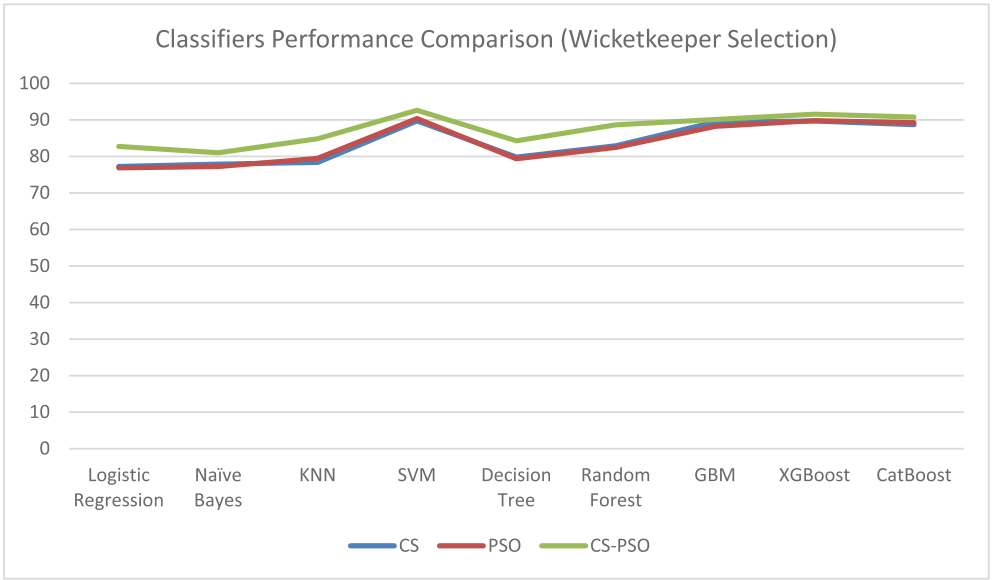 Classifiers Performance Comparison (Wicketkeeper Selection)
100
90
80
70
60
50
40
30
20
10
0
Logistic
Regression
Naïve
Bayes
KNN
SVM
Decision
Tree
Random
Forest
GBM
XGBoost
CatBoost
CS
PSO
CS-PSO